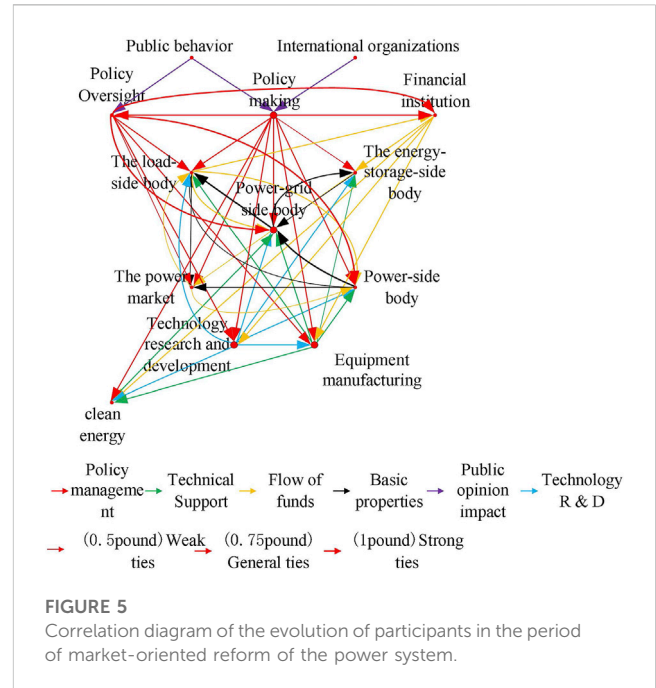 Public behavior
International organizations
Policy
Oversight
Policy
making
Financial
institution
The load-
side body
Power-grid
side body
The energy-
storage-side
body
The power
market
Power-side
body
Technology
research and
development
Equipment
manufacturing
clean
energy
Policy
manageme
nt
Technical
Support
Flow of
funds
Basic
properties
Public
opinion
impact
Technology
R & D
(0.5pound) Weak
ties
(0.75pound)
General ties
(1pound) Strong
ties
FIGURE 5
Correlation diagram of the evolution of participants in the period
of market-oriented reform of the power system.